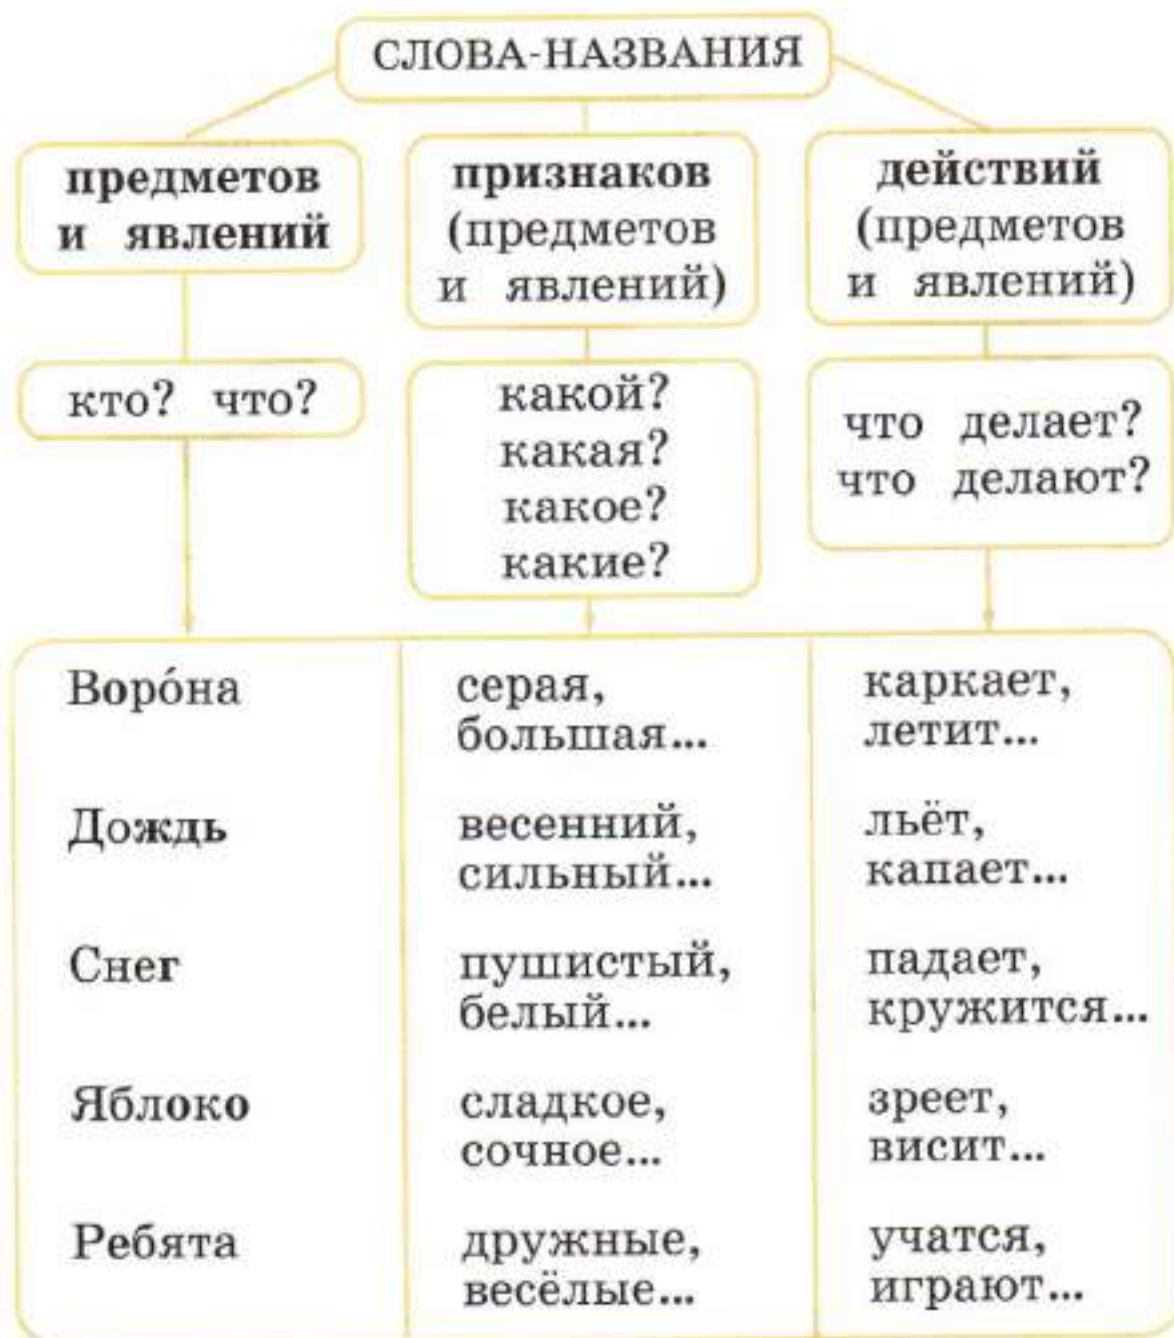 СЛОВА-НАЗВАНИЯ
предметов
и явлений
признаков
(предметов
и явлений)
действий
(предметов
и явлений)
кто? что?
какой?
какая?
какое?
какие?
что делает?
что делают?
Воро́на
серая,
большая...
каркает,
летит...
Дождь
весенний,
сильный...
льёт,
капает...
Снег
пушистый,
белый...
падает,
кружится...
Яблоко
сладкое,
сочное...
зреет,
висит...
Ребята
дружные,
весёлые...
учатся,
играют...